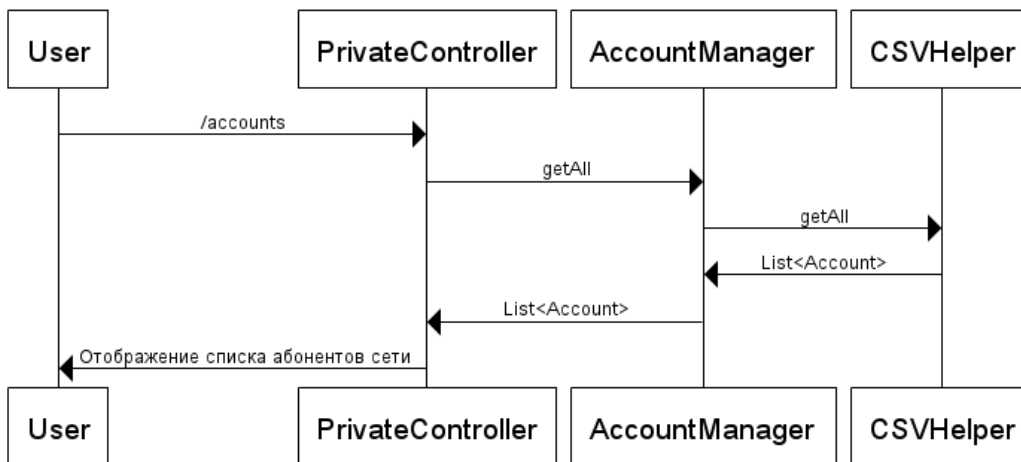 User
PrivateController
AccountManager
CSVHelper
/accounts
getAll
getAll
List<Account>
List<Account>
Отображение списка абонентов сети
User
PrivateController
AccountManager
CSVHelper